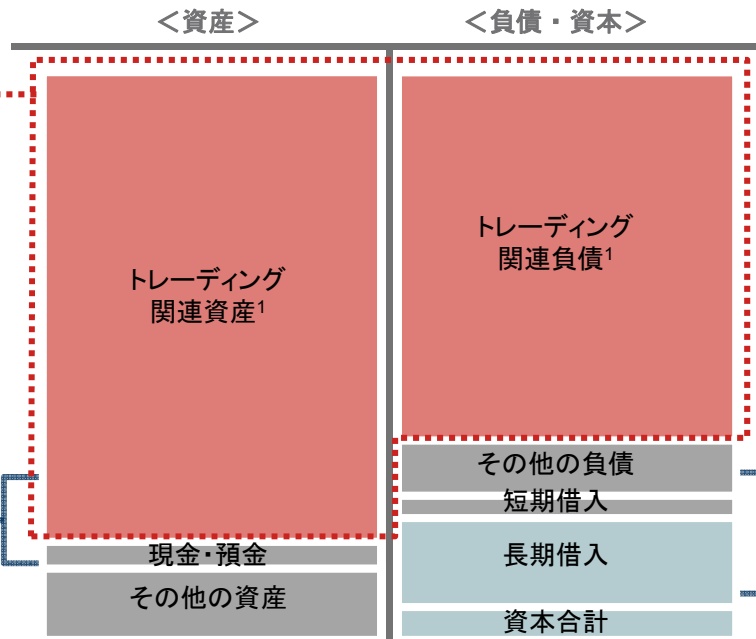 ＜資産＞
＜負債・資本＞
トレーディング
関連資産1
現金・預金
その他の資産
トレーディング
関連負債1
その他の負債
短期借入
長期借入
資本合計